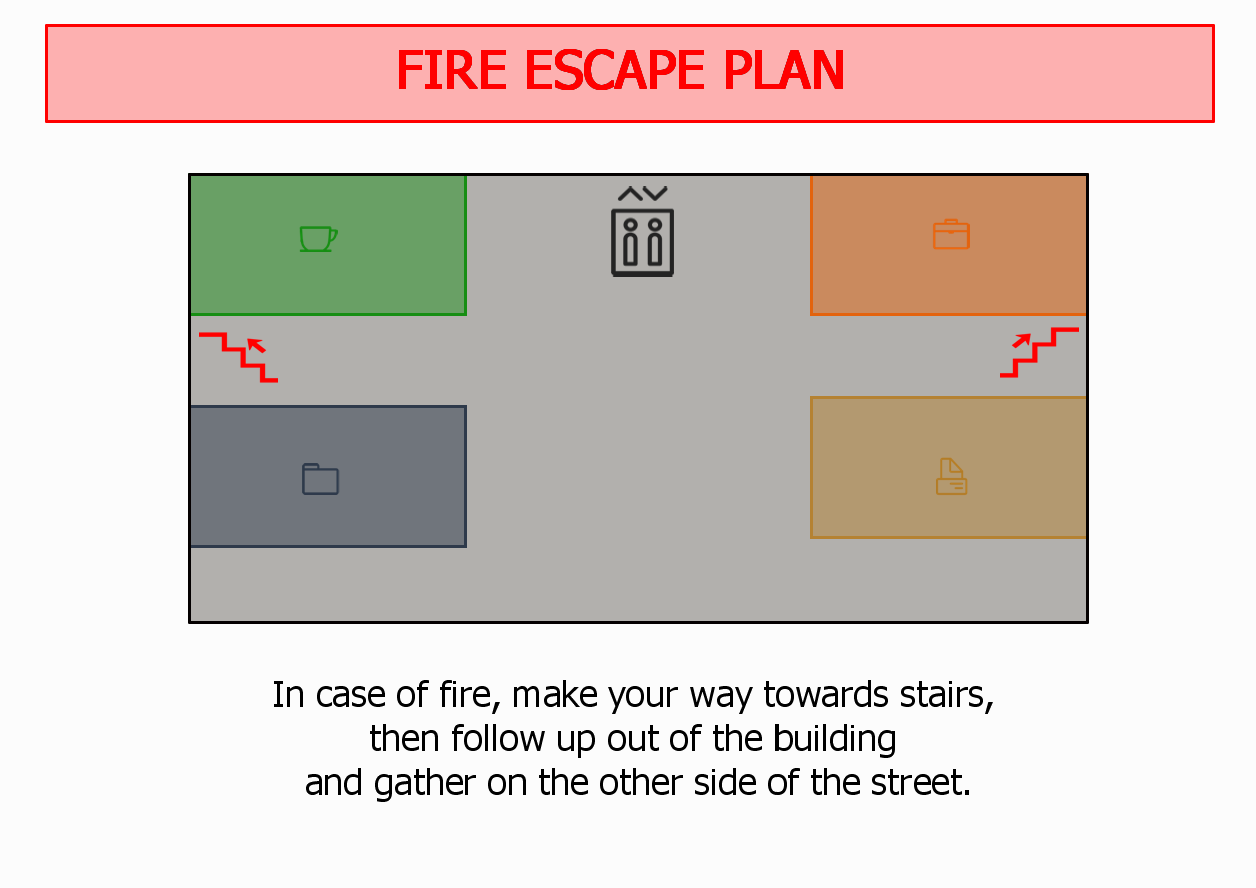 FIRE ESCAPE PLAN
In case of fire, make your way towards stairs,
then follow up out of the building
and gather on the other side of the street.